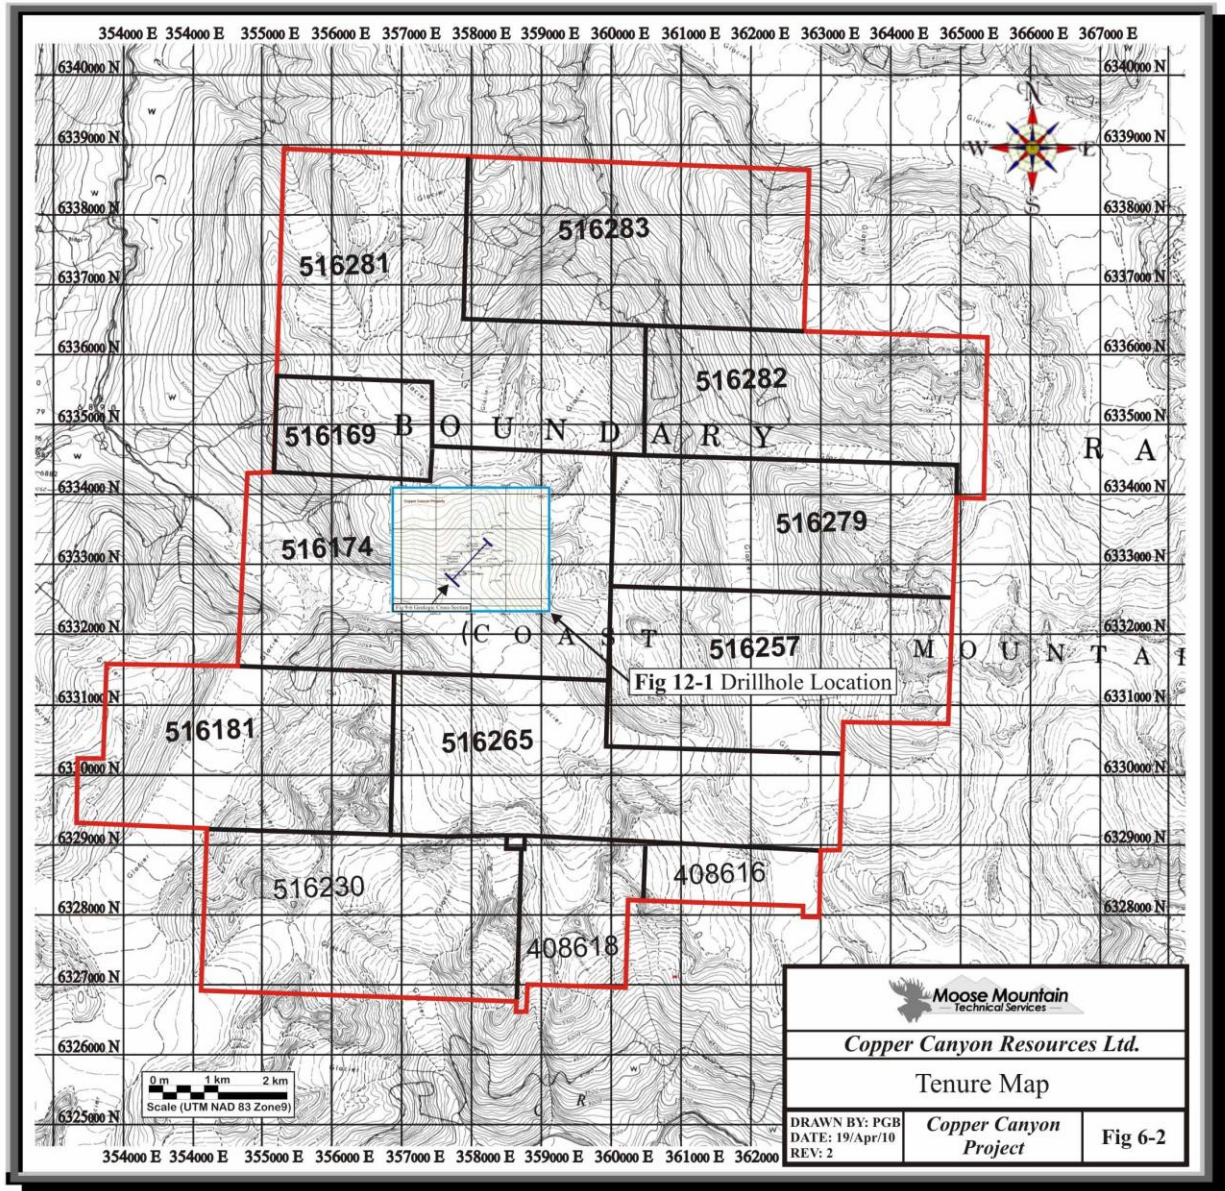 354000 E 354000 E 355000 E 356000 E 357000 E 358000 E 359000 E 360000 E 361000 E 362000 E 363000 E 364000 E 365000 E 366000 E 367000 E
6340000 N 6340000 N
N
6339000 N 6339000 N
W E
S
6338000 N 6338000 N
516283
516281
6337000 N 6337000 N
6336000 N 6336000 N
516282
6335000 N 6335000 N
516169
B O U N D A R Y
R A
6334000 N 6334000 N
516279
516174
6333000 N 6333000 N
6332000 N 6332000 N
(C O A S T
516257
M O U N T A I
Fig 12-1 Drillhole Location
6331000 N 6331000 N
516181
516265
6330000 N 6330000 N
6329000 N 6329000 N
516230
408616
6328000 N 6328000 N
408618
6327000 N 6327000 N
6326000 N 6326000 N
6325000 N 6325000 N
0 m 1 km 2 km
Scale (UTM NAD 83 Zone9)
354000 E 354000 E 355000 E 356000 E 357000 E 358000 E 359000 E 360000 E 361000 E 362000
Moose Mountain
Technical Services
Copper Canyon Resources Ltd.
Tenure Map
DRAWN BY: PGB
DATE: 19/Apr/10
REV: 2
Copper Canyon
Project
Fig 6-2